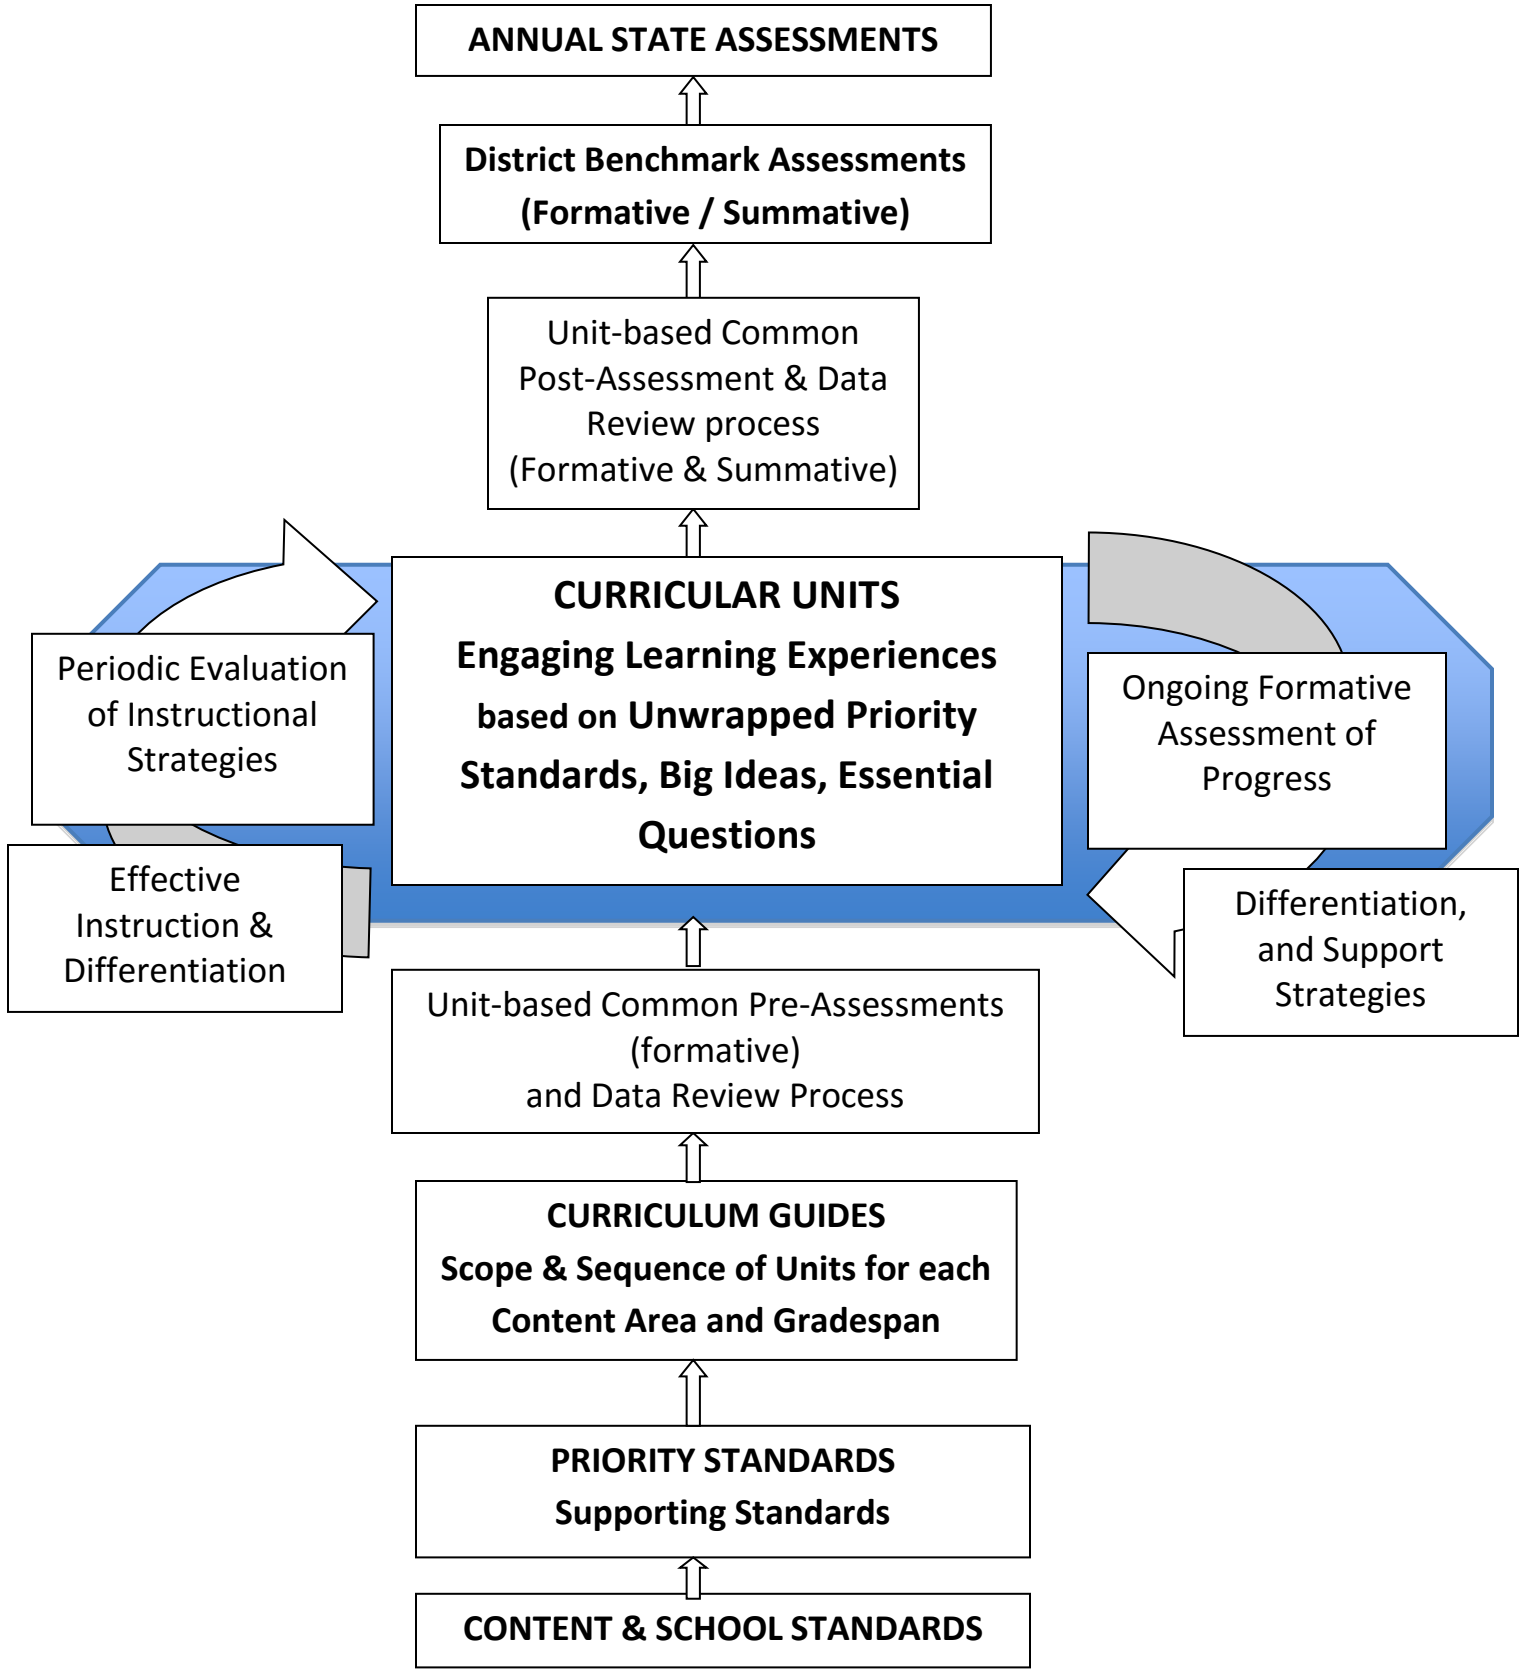 ANNUAL STATE ASSESSMENTS
District Benchmark Assessments
(Formative / Summative)
Unit-based Common
Post-Assessment & Data
Review process
(Formative & Summative)
CURRICULAR UNITS
Engaging Learning Experiences
based on Unwrapped Priority
Standards, Big Ideas, Essential
Questions
Periodic Evaluation
of Instructional
Strategies
Effective
Instruction &
Differentiation
Ongoing Formative
Assessment of
Progress
Differentiation,
and Support
Strategies
Unit-based Common Pre-Assessments
(formative)
and Data Review Process
CURRICULUM GUIDES
Scope & Sequence of Units for each
Content Area and Gradespan
PRIORITY STANDARDS
Supporting Standards
CONTENT & SCHOOL STANDARDS